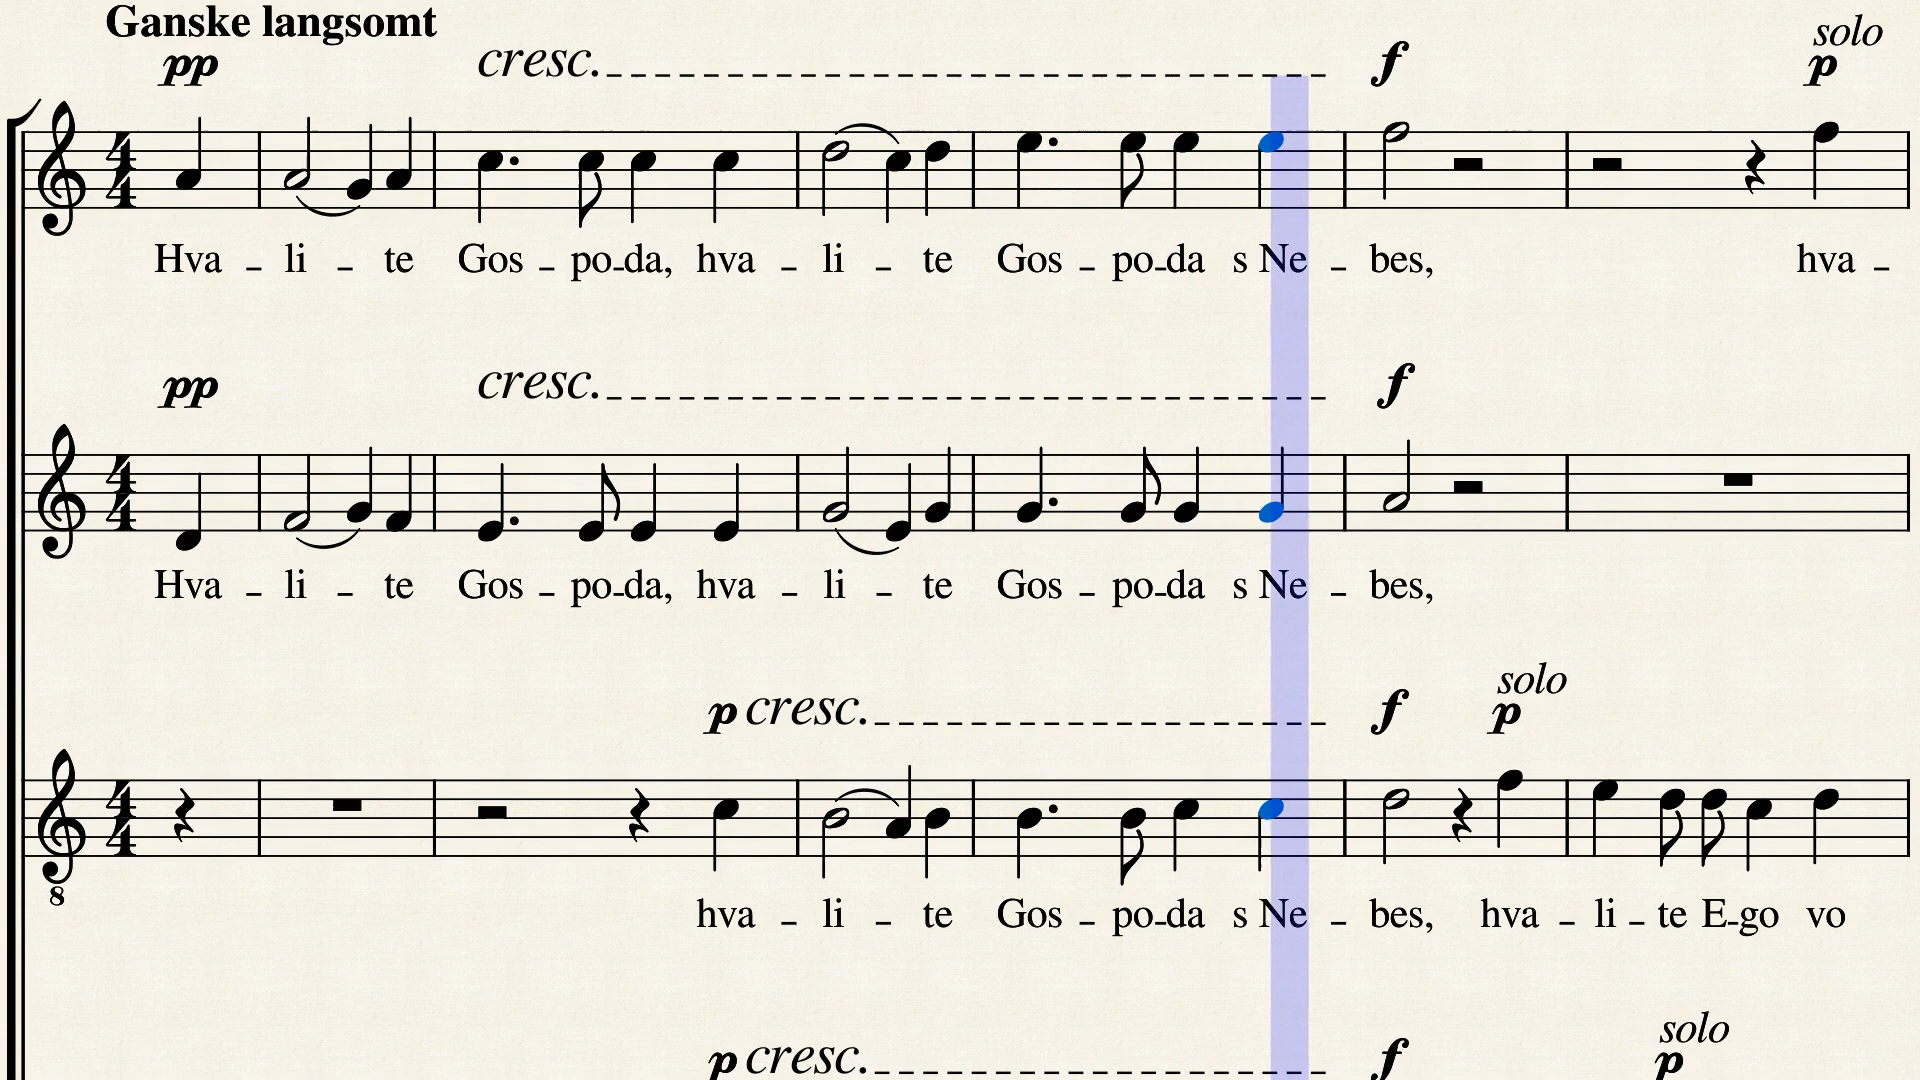 Ganske langsomt
solo
pp cresc. f p
Hva - li - te Gos - po-da, hva - li - te Gos - po-da s Ne - bes, hva -
pp cresc. f
Hva - li - te Gos - po-da, hva - li - te Gos - po-da s Ne - bes,
solo
p cresc. f p
8
hva - li - te Gos - po-da s Ne - bes, hva - li - te E-go vo
solo
p cresc. f p